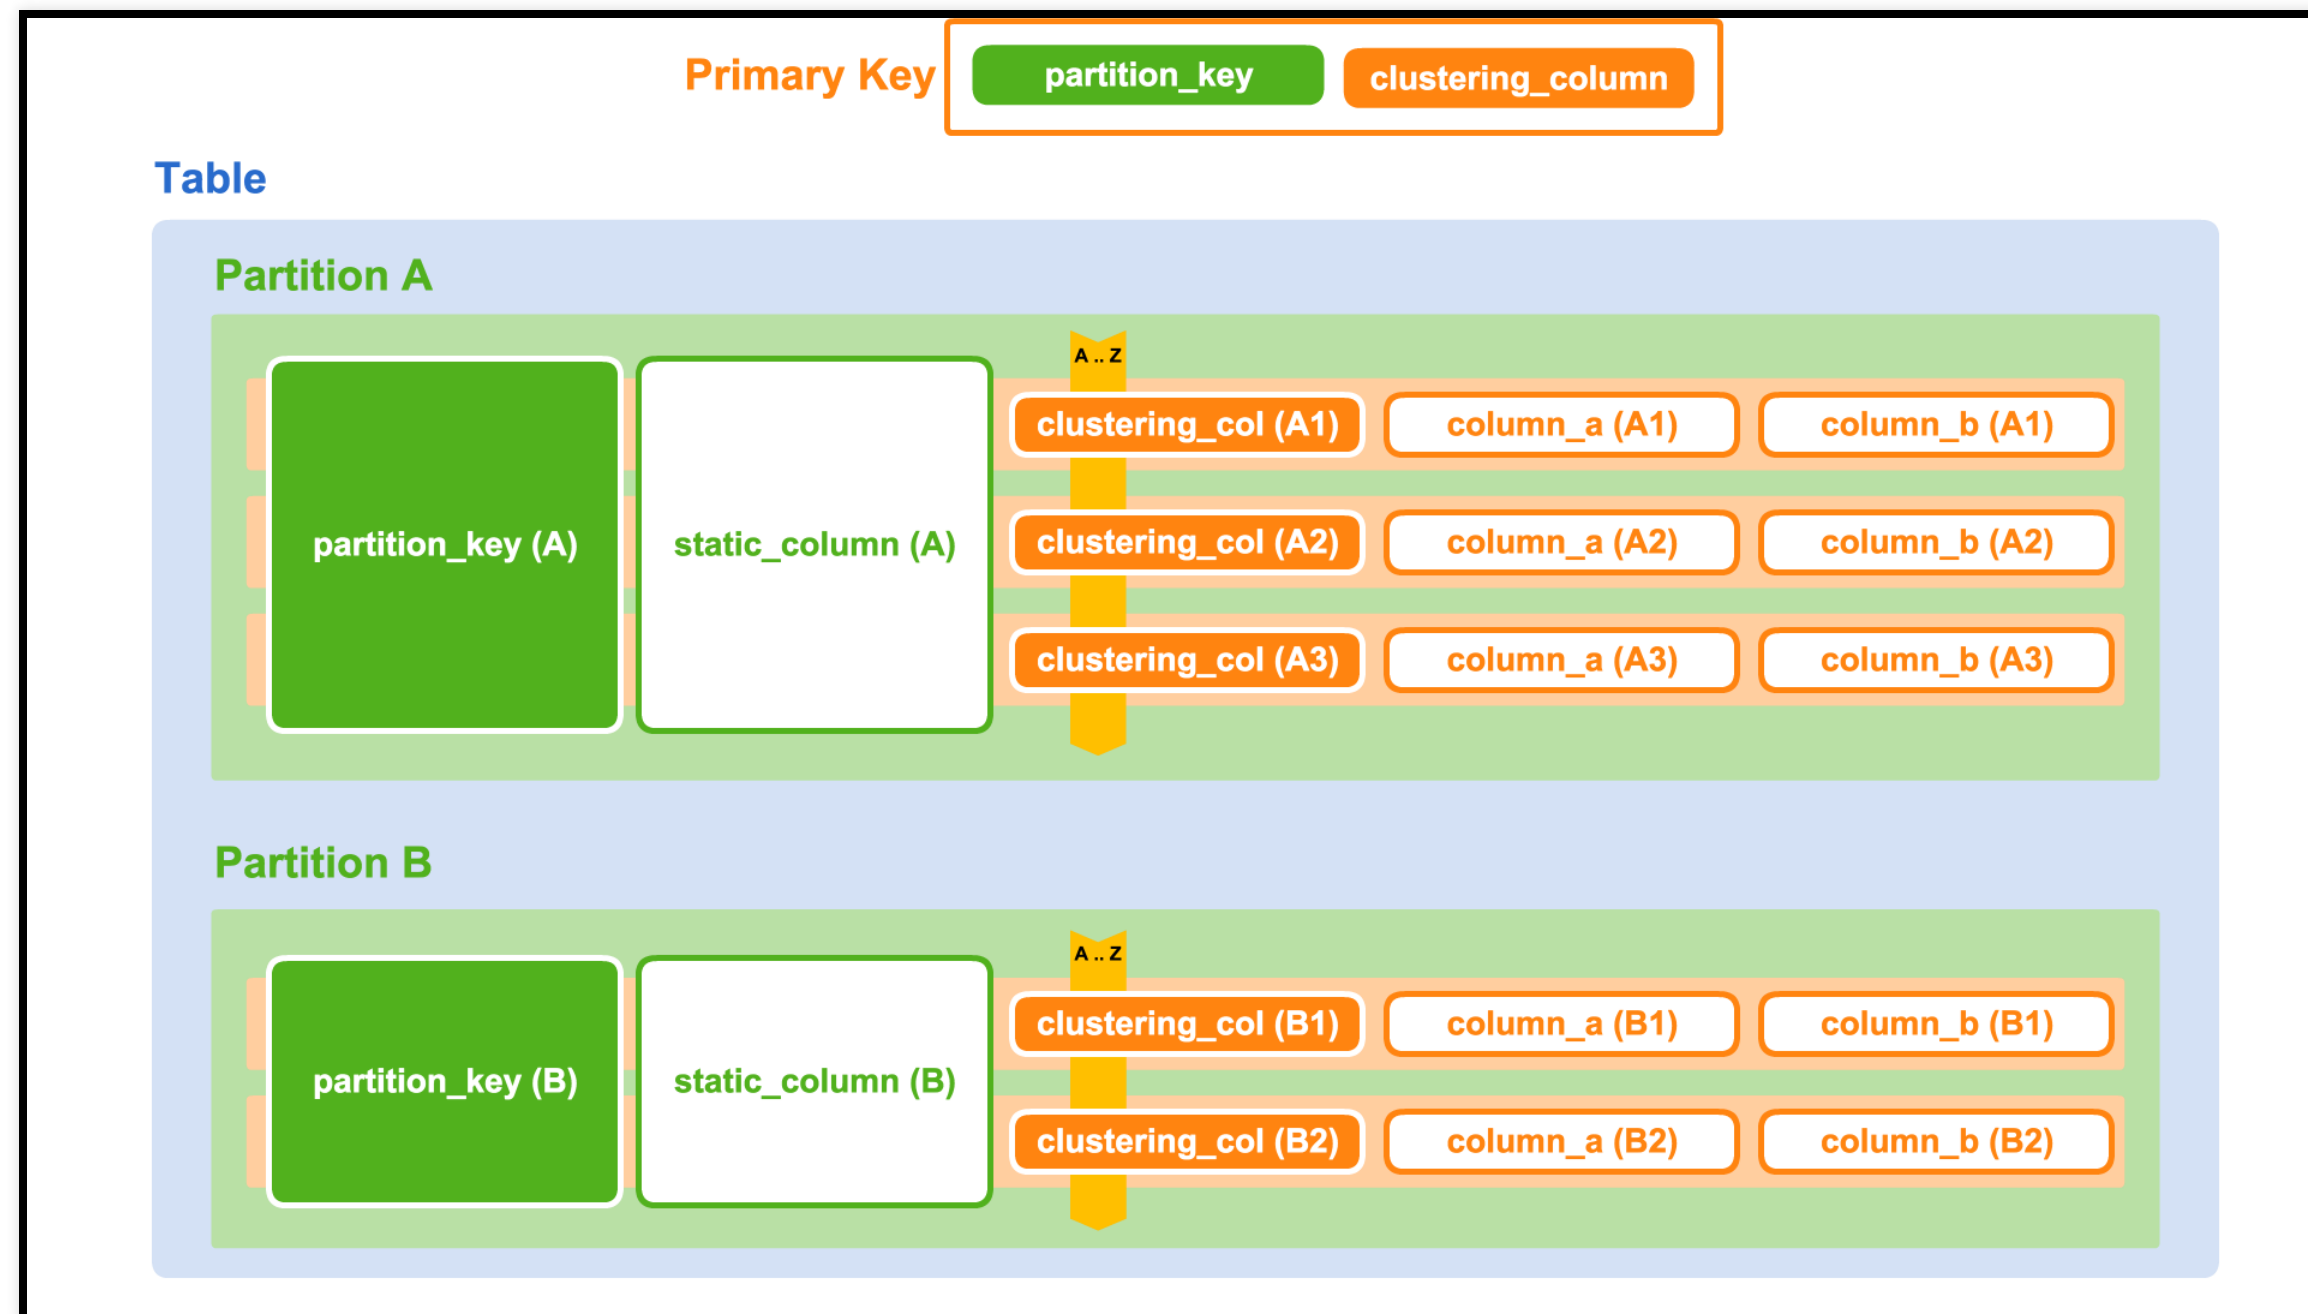 Primary Key partition_key clustering_column
Table
Partition A
A .. Z
clustering_col (A1) column_a (A1) column_b (A1)
partition_key (A) static_column (A) clustering_col (A2) column_a (A2) column_b (A2)
clustering_col (A3) column_a (A3) column_b (A3)
Partition B
A .. Z
clustering_col (B1) column_a (B1) column_b (B1)
partition_key (B) static_column (B)
clustering_col (B2) column_a (B2) column_b (B2)